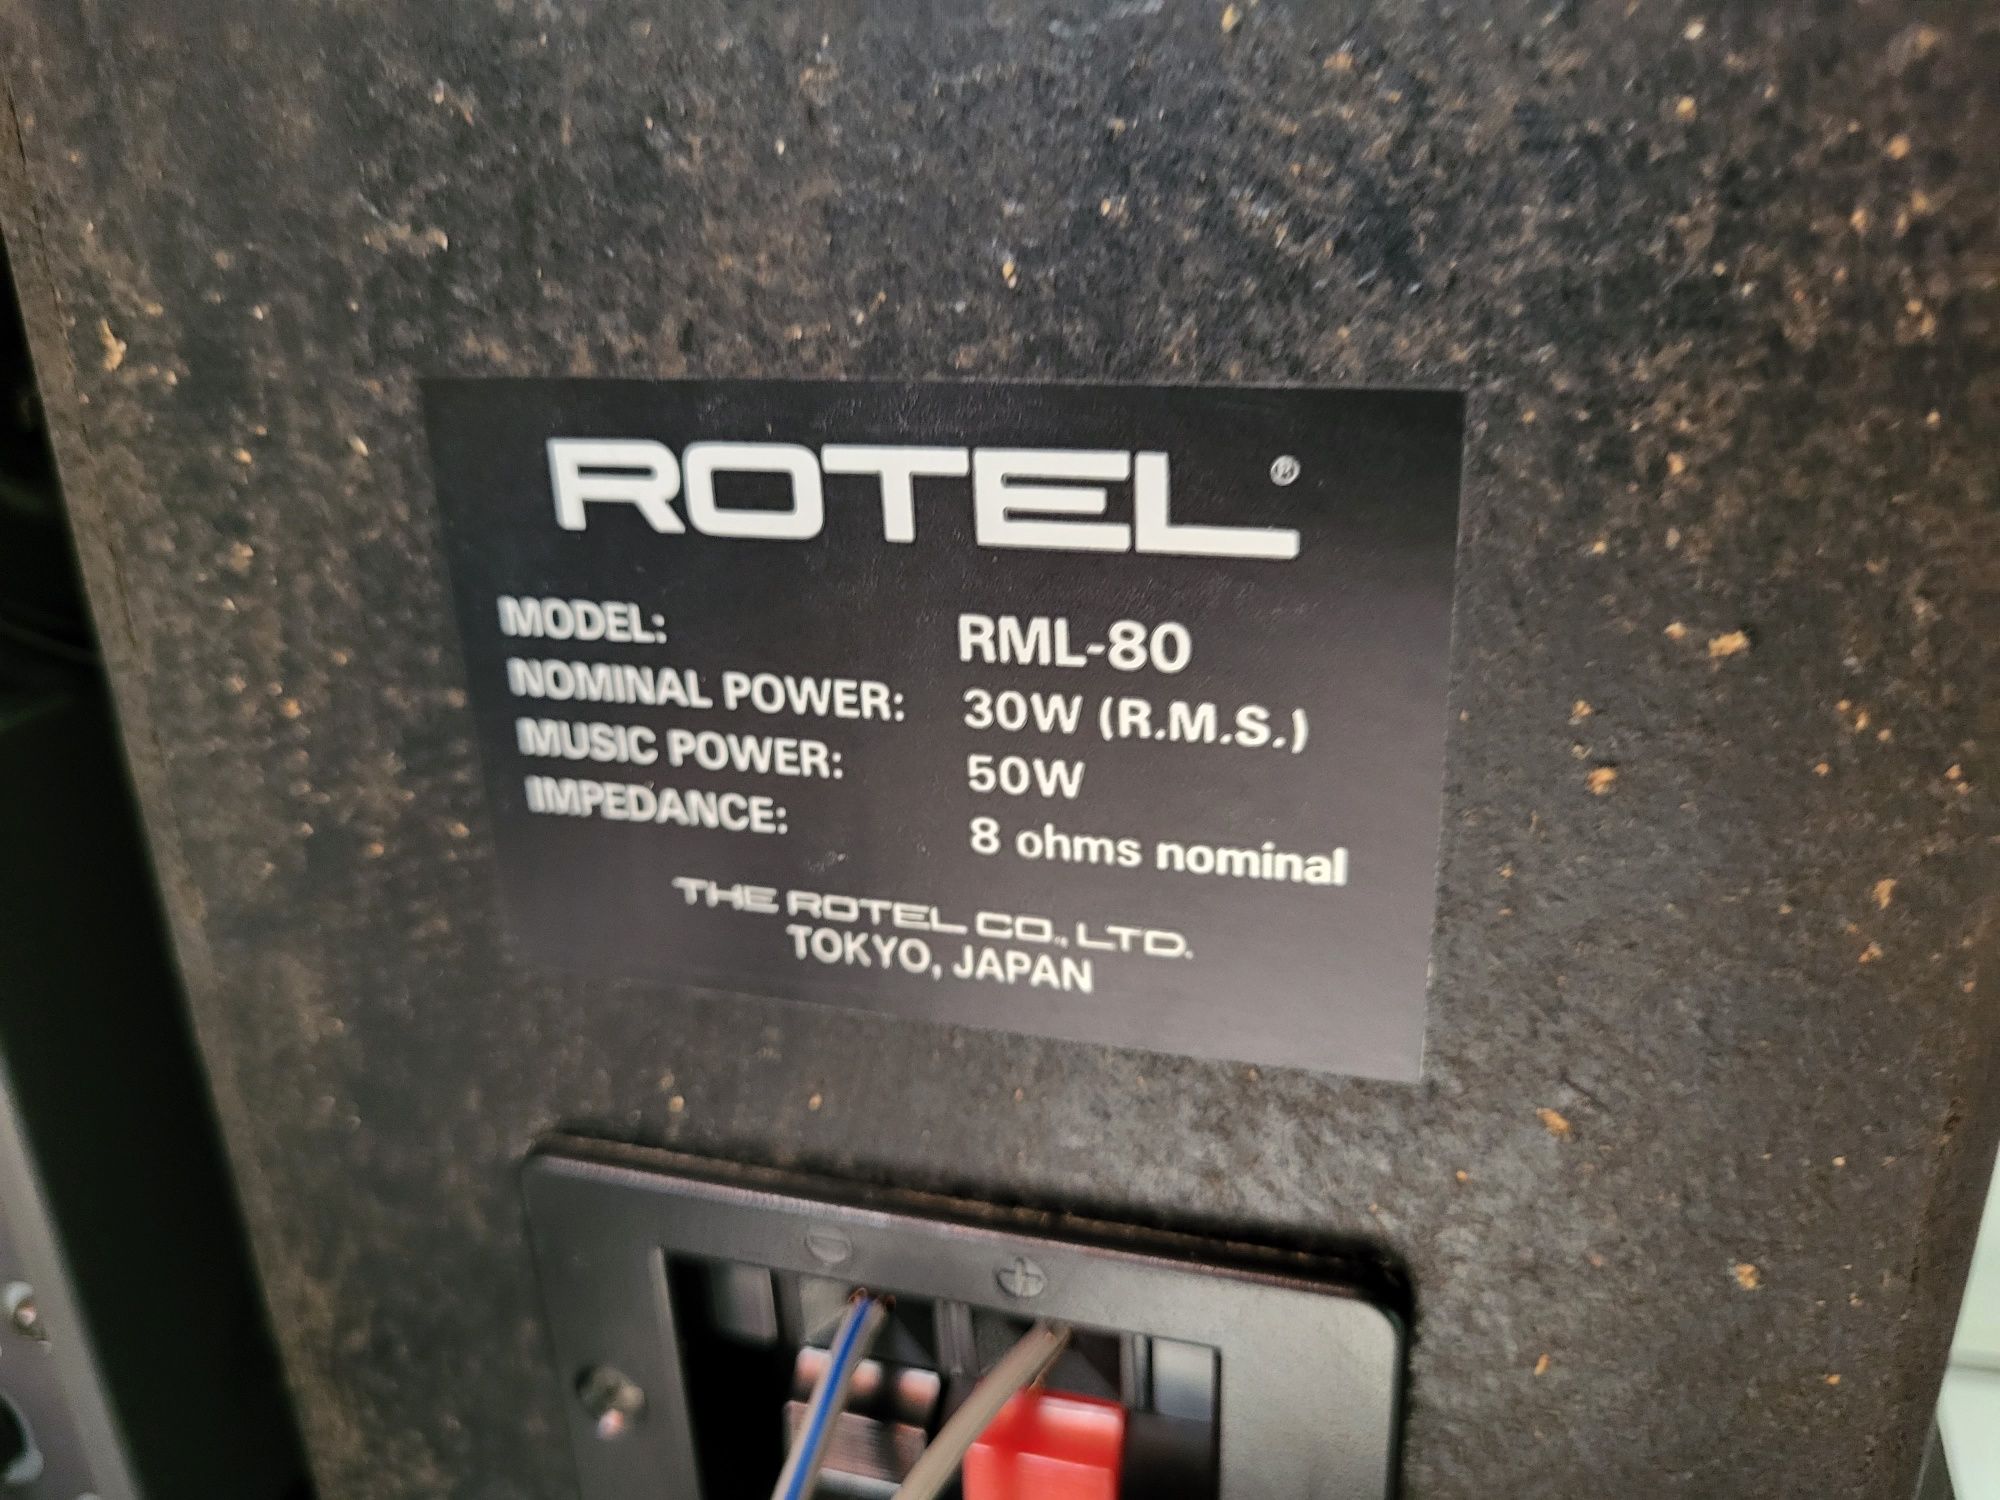 ROTEL®
MODEL: RML-80
NOMINAL POWER: 30W (R.M.S.)
MUSIC POWER: 50W
IMPEDANCE: 8 ohms nominal
THE ROTEL CO., LTD.
TOKYO, JAPAN
- +